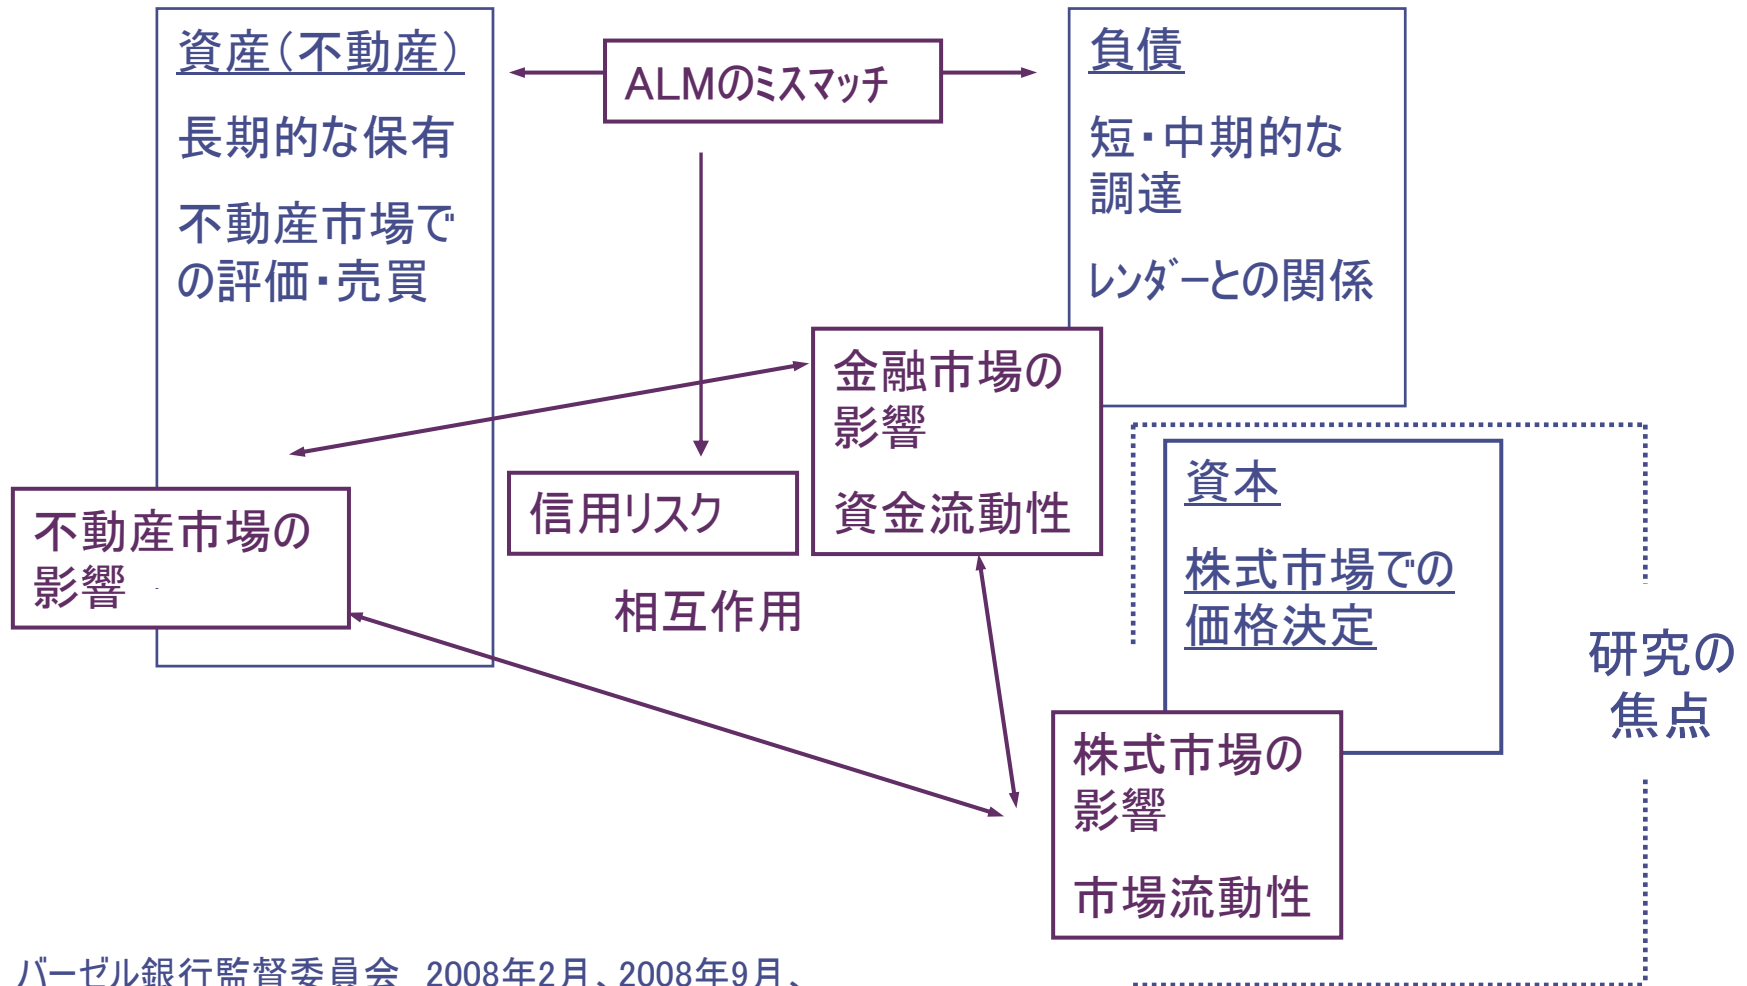 資産(不動産)
長期的な保有
不動産市場で
の評価・売買
ALMのミスマッチ
負債
短・中期的な
調達
レンダーとの関係
金融市場の
影響
資金流動性
信用リスク
不動産市場の
影響
相互作用
資本
株式市場での
価格決定
研究の
焦点
株式市場の
影響
市場流動性
バーゼル銀行監督委員会 2008年2月、2008年9月、